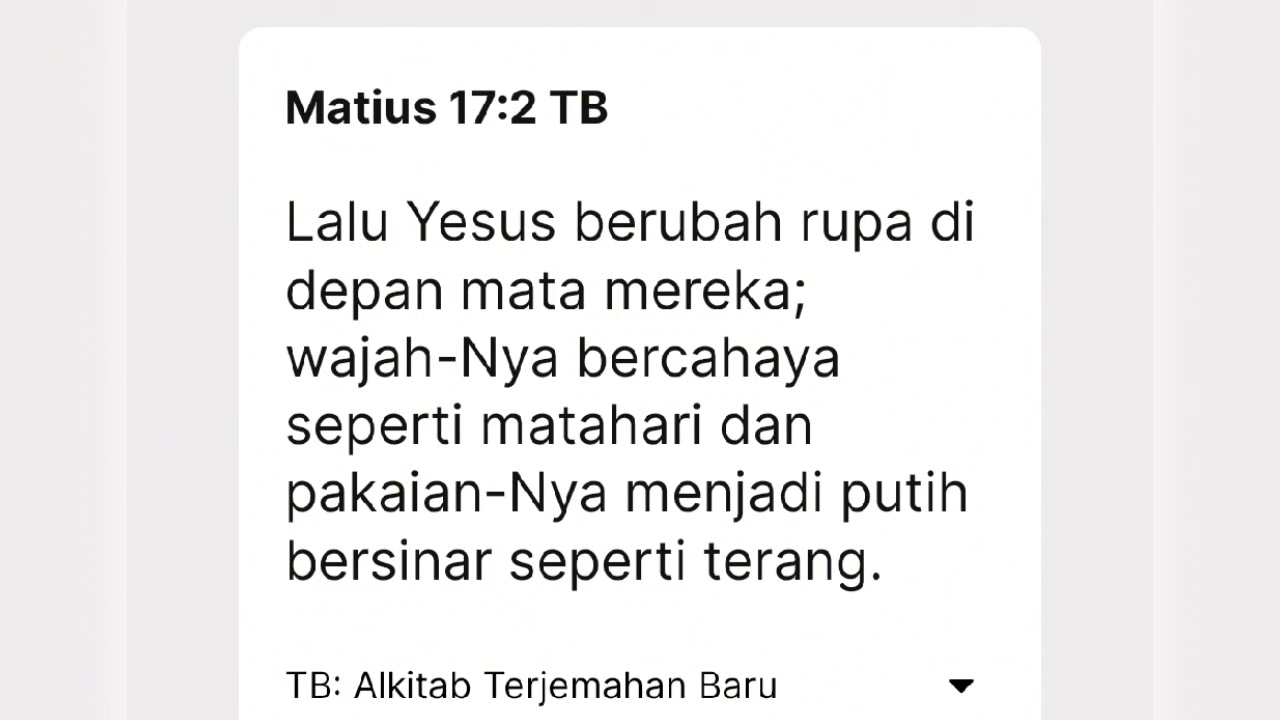 Matius 17:2 TB
Lalu Yesus berubah rupa di
depan mata mereka;
wajah-Nya bercahaya
seperti matahari dan
pakaian-Nya menjadi putih
bersinar seperti terang.
TB: Alkitab Terjemahan Baru